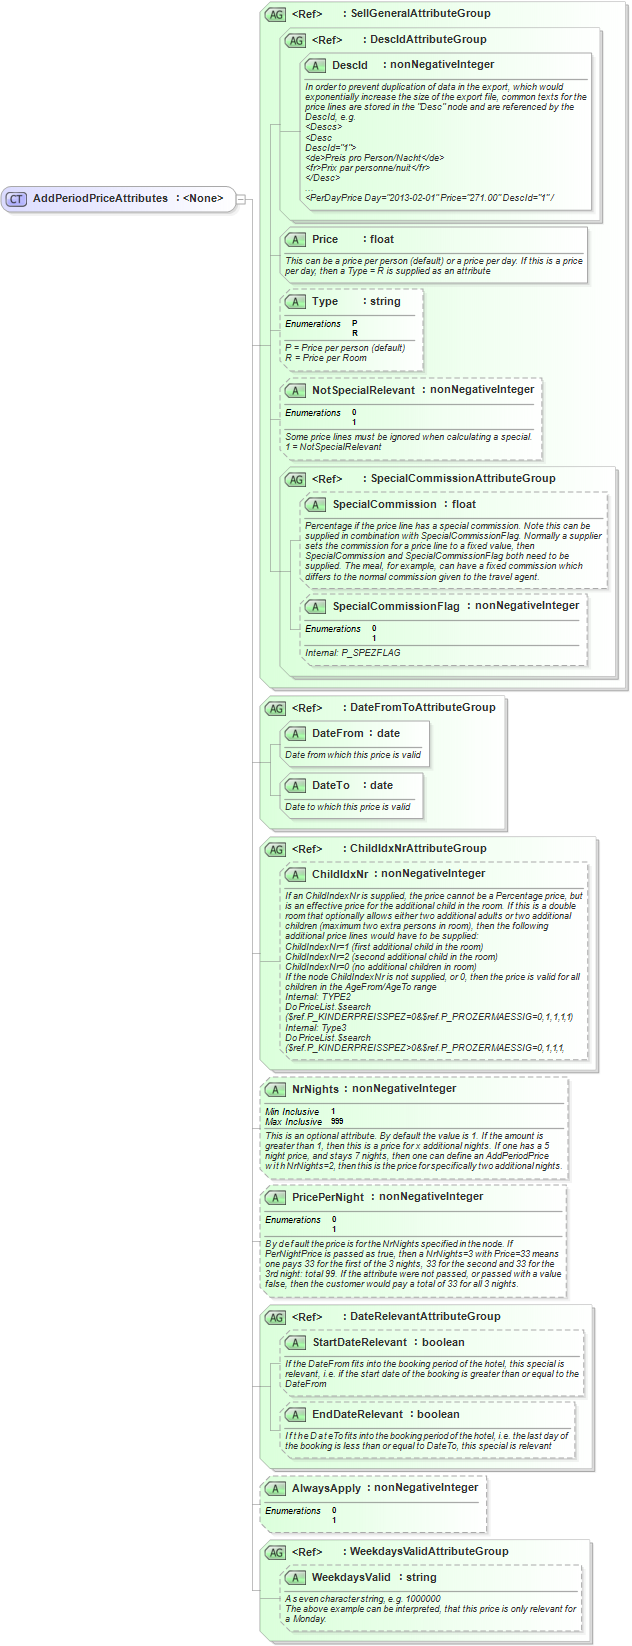 AG <Ref> : SellGeneralAttributeGroup
AG <Ref> : DescIdAttributeGroup
A DescId : nonNegativeInteger
In order to prevent duplication of data in the export, which would
exponentially increase the size of the export file, common texts for the
price lines are stored in the "Desc" node and are referenced by the
DescId, e.g.
<Descs>
<Desc
DescId="1">
<de>Preis pro Person/Nacht</de>
<fr>Prix par personne/nuit</fr>
</Desc>
...
<PerDayPrice Day="2013-02-01" Price="271.00" DescId="1" /
CT AddPeriodPriceAttributes : <None>
A Price : float
This can be a price per person (default) or a price per day. If this is a price
per day, then a Type = R is supplied as an attribute
A Type : string
Enumerations P
R
P = Price per person (default)
R = Price per Room
A NotSpecialRelevant : nonNegativeInteger
Enumerations 0
1
Some price lines must be ignored when calculating a special.
1 = NotSpecialRelevant
AG <Ref> : SpecialCommissionAttributeGroup
A SpecialCommission : float
Percentage if the price line has a special commission. Note this can be
supplied in combination with SpecialCommissionFlag. Normally a supplier
sets the commission for a price line to a fixed value, then
SpecialCommission and SpecialCommissionFlag both need to be
supplied. The meal, for example, can have a fixed commission which
differs to the normal commission given to the travel agent.
A SpecialCommissionFlag : nonNegativeInteger
Enumerations 0
1
Internal: P_SPEZFLAG
AG <Ref> : DateFromToAttributeGroup
A DateFrom : date
Date from which this price is valid
A DateTo : date
Date to which this price is valid
AG <Ref> : ChildIdxNrAttributeGroup
A ChildIdxNr : nonNegativeInteger
If an ChildIndexNr is supplied, the price cannot be a Percentage price, but
is an effective price for the additional child in the room. If this is a double
room that optionally allows either two additional adults or two additional
children (maximum two extra persons in room), then the following
additional price lines would have to be supplied:
ChildIndexNr=1 (first additional child in the room)
ChildIndexNr=2 (second additional child in the room)
ChildIndexNr=0 (no additional children in room)
If the node ChildIndexNr is not supplied, or 0, then the price is valid for all
children in the AgeFrom/AgeTo range
Internal: TYPE2
DoPriceList.$search
($ref.P_KINDERPREISSPEZ=0&$ref.P_PROZERMAESSIG=0,1,1,1,1)
Internal: Type3
DoPriceList.$search
($ref.P_KINDERPREISSPEZ>0&$ref.P_PROZERMAESSIG=0,1,1,1,
A NrNights : nonNegativeInteger
Min Inclusive 1
Max Inclusive 999
This is an optional attribute. By default the value is 1. If the amount is
greater than 1, then this is a price for x additional nights. If one has a 5
night price, and stays 7 nights, then one can define an AddPeriodPrice
with NrNights=2, then this is the price for specifically two additional nights.
A PricePerNight : nonNegativeInteger
Enumerations 0
1
By default the price is for the NrNights specified in the node. If
PerNightPrice is passed as true, then a NrNights=3 with Price=33 means
one pays 33 for the first of the 3 nights, 33 for the second and 33 for the
3rd night: total 99. If the attribute were not passed, or passed with a value
false, then the customer would pay a total of 33 for all 3 nights.
AG <Ref> : DateRelevantAttributeGroup
A StartDateRelevant : boolean
If the DateFrom fits into the booking period of the hotel, this special is
relevant, i.e. if the start date of the booking is greater than or equal to the
DateFrom
A EndDateRelevant : boolean
If the DateTo fits into the booking period of the hotel, i.e. the last day of
the booking is less than or equal to DateTo, this special is relevant
A AlwaysApply : nonNegativeInteger
Enumerations 0
1
AG <Ref> : WeekdaysValidAttributeGroup
A WeekdaysValid : string
A seven character string, e.g. 1000000
The above example can be interpreted, that this price is only relevant for
a Monday.